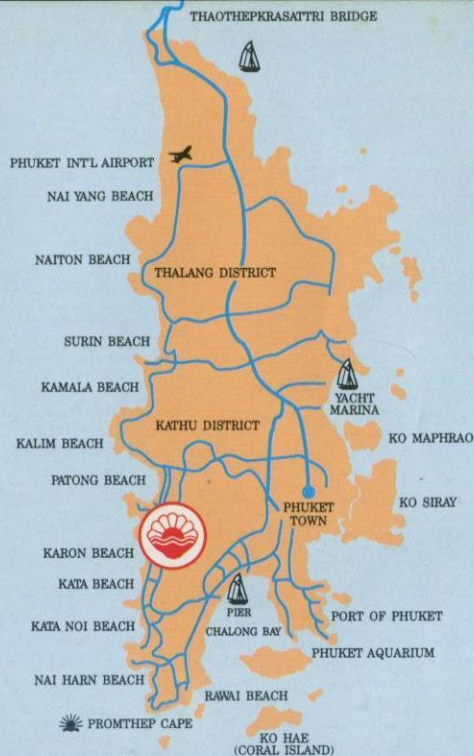 THAOTHEPKRASATTRI BRIDGE
PHUKET INT'L AIRPORT
NAI YANG BEACH
NAITON BEACH
THALANG DISTRICT
SURIN BEACH
KAMALA BEACH
YACHT
MARINA
KATHU DISTRICT
KO MAPHRAO
KALIM BEACH
PATONG BEACH
KO SIRAY
PHUKET
TOWN
KARON BEACH
KATA BEACH
PIER
PORT OF PHUKET
KATA NOI BEACH
CHALONG BAY
PHUKET AQUARIUM
NAI HARN BEACH
RAWAI BEACH
PROMTHEP CAPE
KO HAE
(CORAL ISLAND)